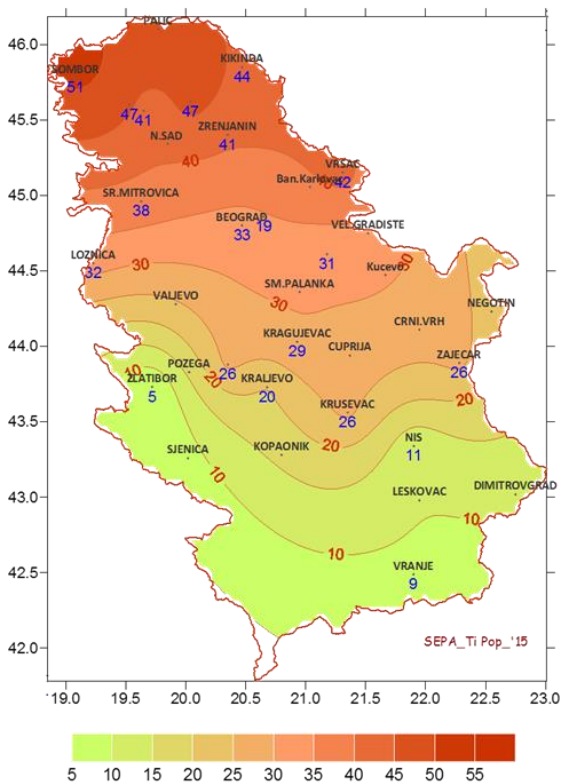 PALIC
46.0
SOMBOR
KIKINDA
51
44
47
41
47
45.5
ZRENJANIN
N.SAD
41
40
VRSAC
Ban.Karlovac
42
45.0
SR.MITROVICA
38
BEOGRAD
19
33
VEL.GRADISTE
LOZNICA
32
31
30
30
Kucevo
44.5
SM.PALANKA
VALJEVO
30
NEGOTIN
CRNI.VRH
KRAGUJEVAC
29
CUPRIJA
44.0
ZAJECAR
26
POZEGA
10
ZLATIBOR
26
20
KRALJEVO
5
20
20
KRUSEVAC
26
43.5
20
NIS
11
SJENICA
KOPAONIK
10
DIMITROVGRAD
LESKOVAC
43.0
10
10
42.5
VRANJE
9
SEPA_Ti Pop_'15
42.0
19.0 19.5 20.0 20.5 21.0 21.5 22.0 22.5 23.0
5 10 15 20 25 30 35 40 45 50 55